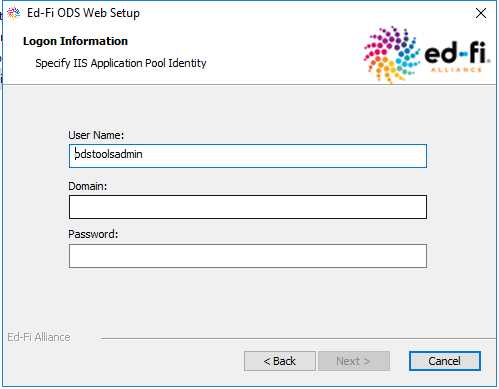 Ed-Fi ODS Web Setup
Logon Information
Specify IIS Application Pool Identity
ed-fi
ALLIANCE
User Name:
odstoolsadmin
Domain:
Password:
Ed-Fi Alliance
< Back
Next >
Cancel